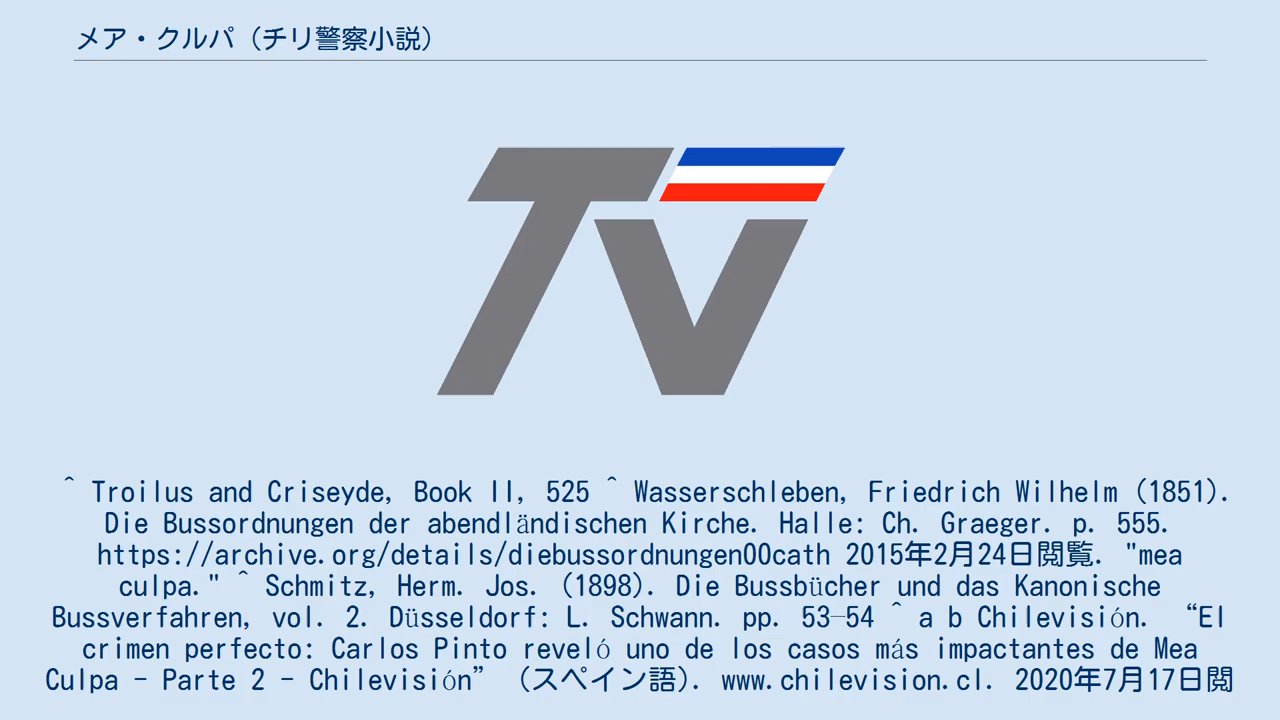 メア・クルパ（チリ警察小説）
TV
^ Troilus and Criseyde, Book II, 525 ^ Wasserschleben, Friedrich Wilhelm (1851).
Die Bussordnungen der abendländischen Kirche. Halle: Ch. Graeger. p. 555.
https://archive.org/details/diebussordnungen00cath 2015年2月24日閲覧. "mea
culpa." ^ Schmitz, Herm. Jos. (1898). Die Bussbücher und das Kanonische
Bussverfahren, vol. 2. Düsseldorf: L. Schwann. pp. 53–54 ^ a b Chilevisión. “El
crimen perfecto: Carlos Pinto reveló uno de los casos más impactantes de Mea
Culpa - Parte 2 - Chilevisión” （スペイン語）. www.chilevision.cl. 2020年7月17日閲